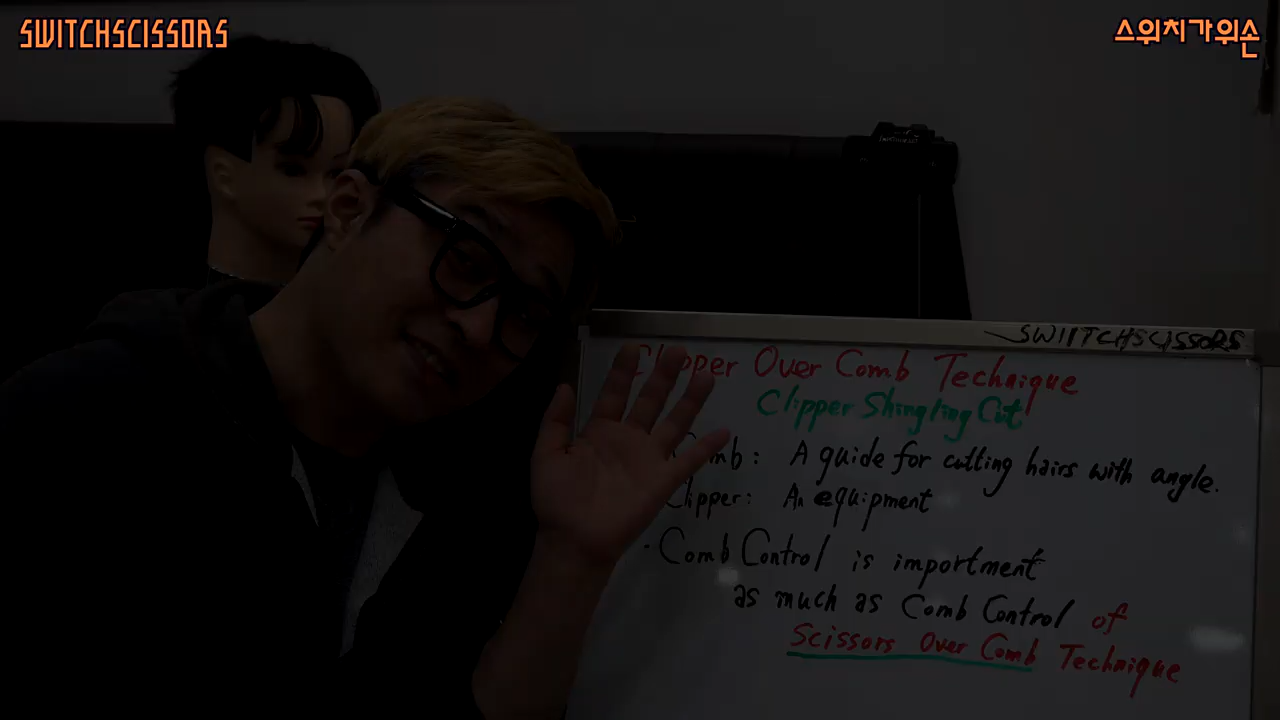 SWITCHSCISSORS
스위치가위손
SWIITCHSCISSORS
Clipper Over Comb Technique
Clipper Shingling Cut
Comb: A guide for cutting hairs with angle.
Clipper: An equipment
· Comb Control is importment
as much as Comb Control of
Scissors Over Comb Technique